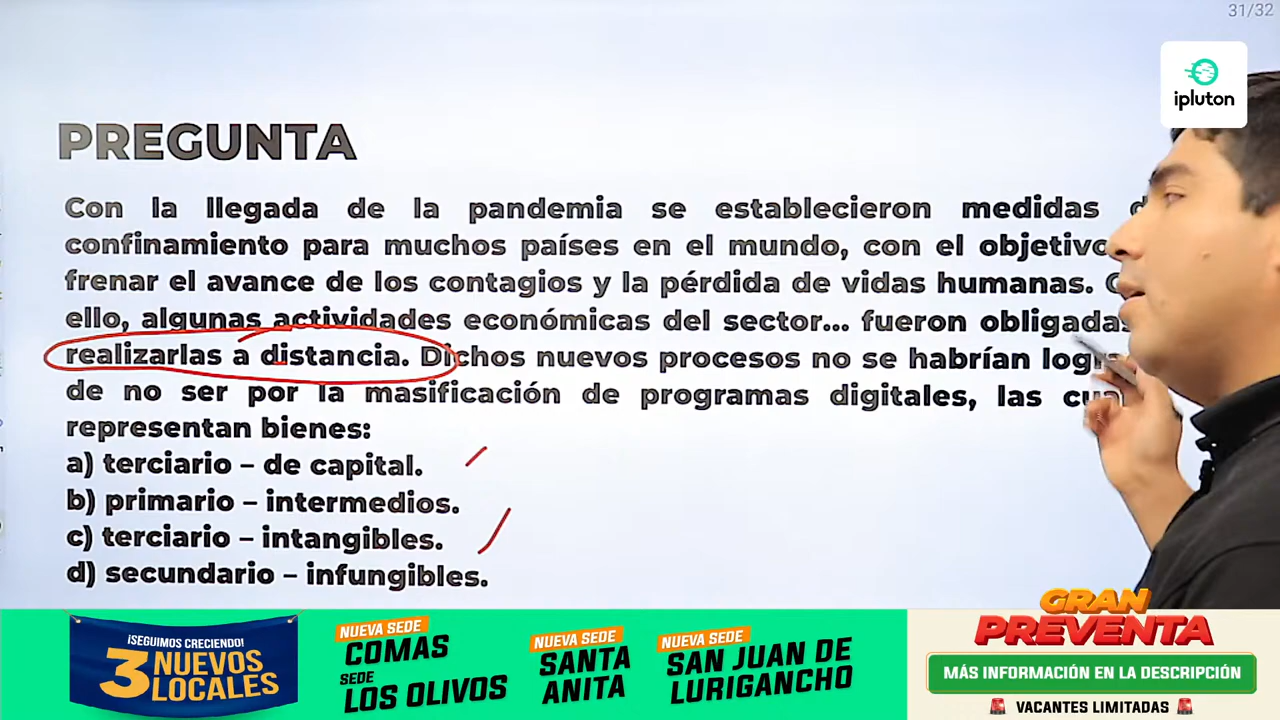 31/32
ipluton
PREGUNTA
Con la llegada de la pandemia se establecieron medidas
confinamiento para muchos países en el mundo, con el objetivo
frenar el avance de los contagios y la pérdida de vidas humanas.
ello, algunas actividades económicas del sector... fueron obligadas
realizarlas a distancia. Dichos nuevos procesos no se habrían
de no ser por la masificación de programas digitales, las
representan bienes:
a) terciario – de capital.
b) primario – intermedios.
c) terciario – intangibles.
d) secundario – infungibles.
¡SEGUIMOS CRECIENDO!
3 NUEVOS
LOCALES
NUEVA SEDE
COMAS
SEDE
LOS OLIVOS
NUEVA SEDE
SANTA
ANITA
NUEVA SEDE
SAN JUAN DE
LURIGANCHO
GRAN
PREVENTA
MÁS INFORMACIÓN EN LA DESCRIPCIÓN
VACANTES LIMITADAS